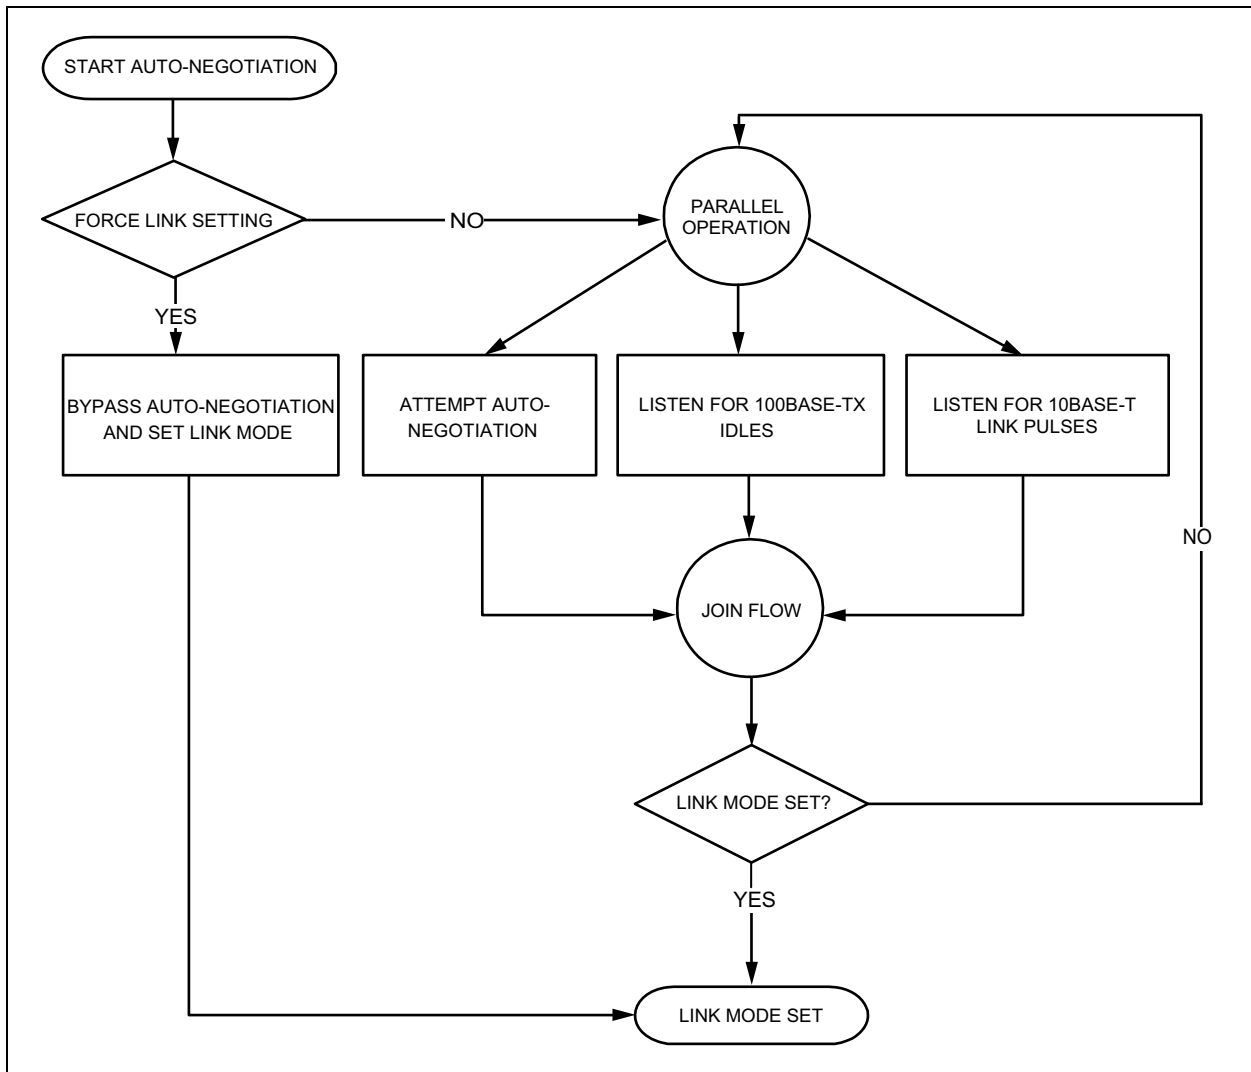 START AUTO-NEGOTIATION
FORCE LINK SETTING
NO
PARALLEL
OPERATION
YES
BYPASS AUTO-NEGOTIATION
AND SET LINK MODE
ATTEMPT AUTO-
NEGOTIATION
LISTEN FOR 100BASE-TX
IDLES
LISTEN FOR 10BASE-T
LINK PULSES
NO
JOIN FLOW
LINK MODE SET?
YES
LINK MODE SET